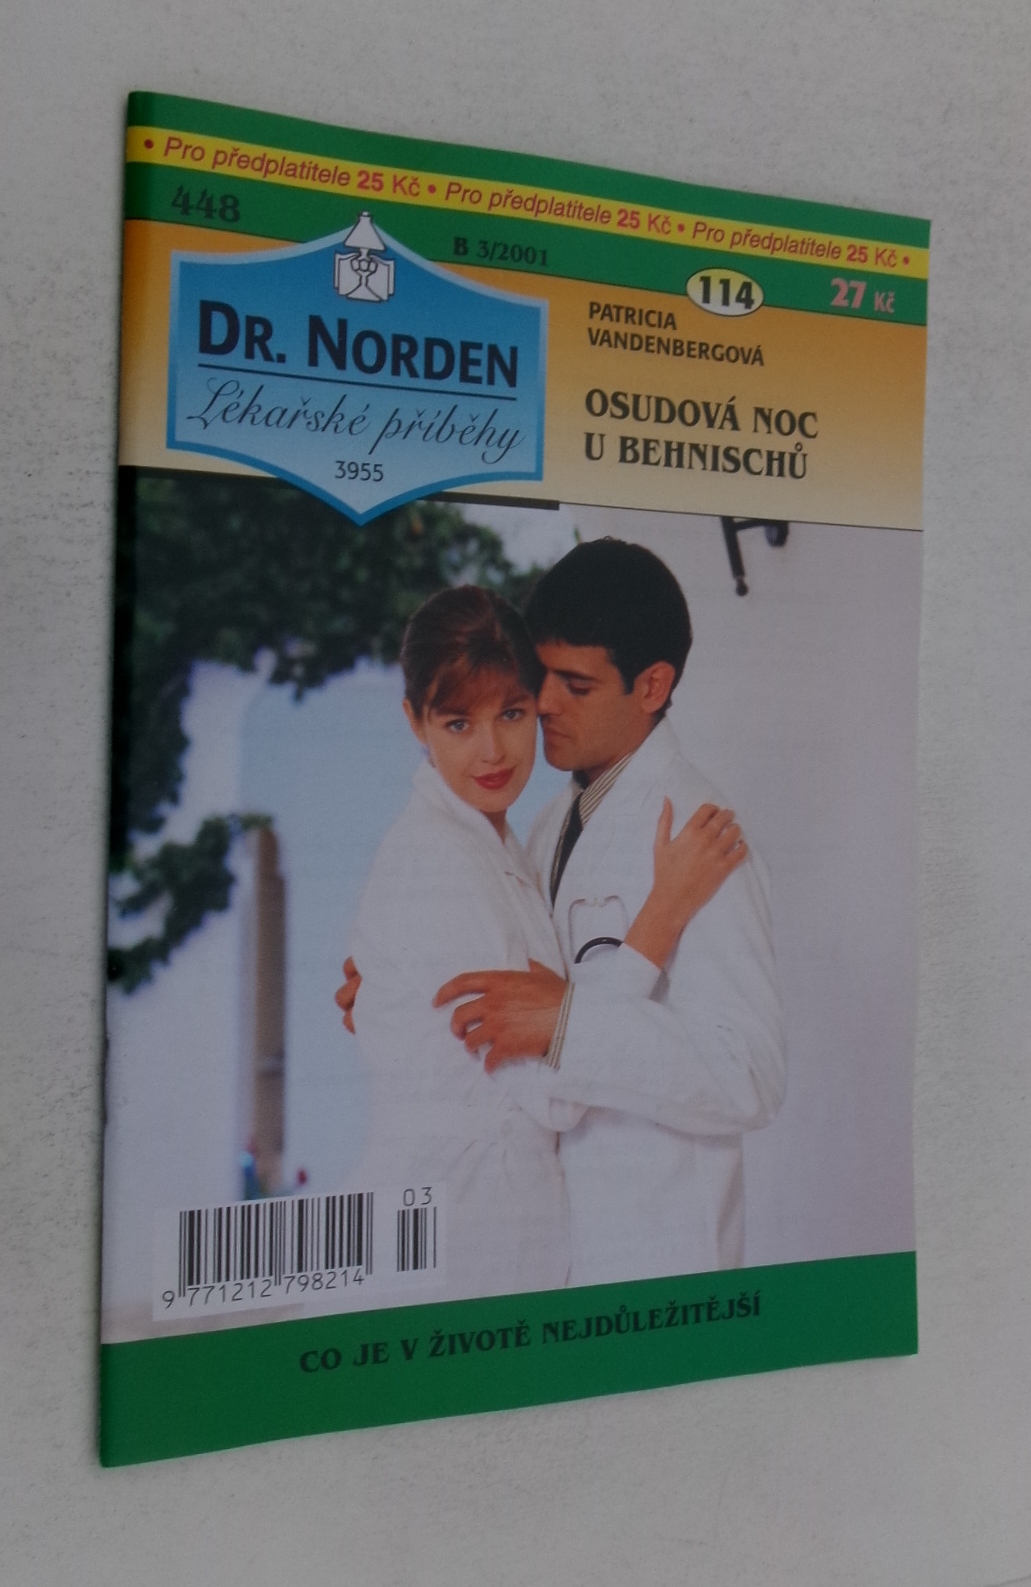 • Pro předplatitele 25 Kč • Pro předplatitele 25 Kč • Pro předplatitele 25 Kč •
448
B 3/2001
114
27 Kč
DR. NORDEN
Lékařské příběhy
3955
PATRICIA
VANDENBERGOVÁ
OSUDOVÁ NOC
U BEHNISCHŮ
03
9 771212 798214
CO JE V ŽIVOTĚ NEJDŮLEŽITĚJŠÍ